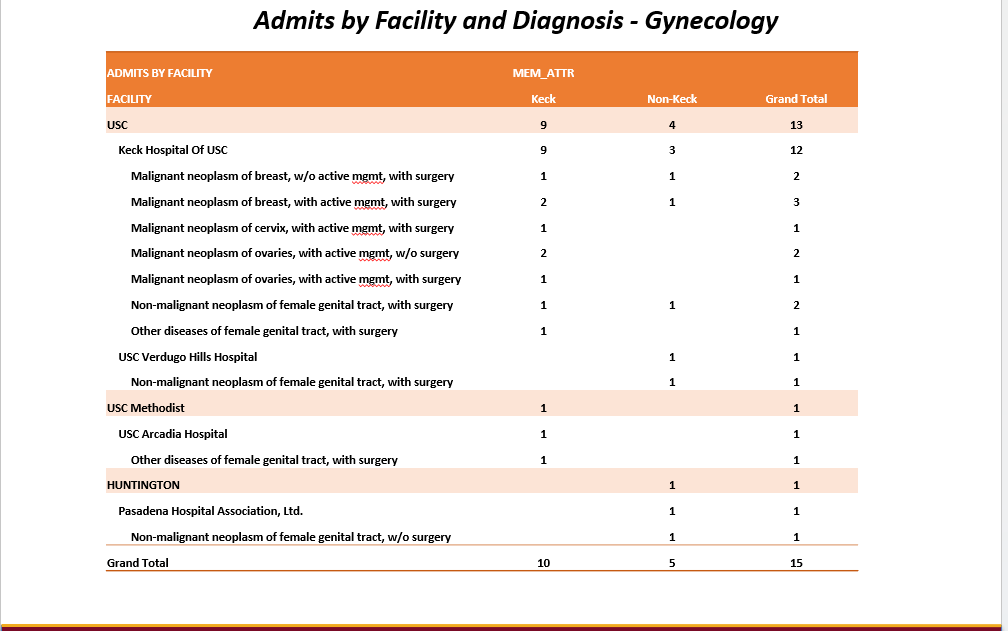 Admits by Facility and Diagnosis - Gynecology
ADMITS BY FACILITY MEM_ATTR
FACILITY Keck Non-Keck Grand Total
USC 9 4 13
Keck Hospital Of USC 9 3 12
Malignant neoplasm of breast, w/o active mgmt, with surgery 1 1 2
Malignant neoplasm of breast, with active mgmt, with surgery 2 1 3
Malignant neoplasm of cervix, with active mgmt, with surgery 1 1
Malignant neoplasm of ovaries, with active mgmt, w/o surgery 2 2
Malignant neoplasm of ovaries, with active mgmt, with surgery 1 1
Non-malignant neoplasm of female genital tract, with surgery 1 1 2
Other diseases of female genital tract, with surgery 1 1
USC Verdugo Hills Hospital 1 1
Non-malignant neoplasm of female genital tract, with surgery 1 1
USC Methodist 1 1
USC Arcadia Hospital 1 1
Other diseases of female genital tract, with surgery 1 1
HUNTINGTON 1 1
Pasadena Hospital Association, Ltd. 1 1
Non-malignant neoplasm of female genital tract, w/o surgery 1 1
Grand Total 10 5 15